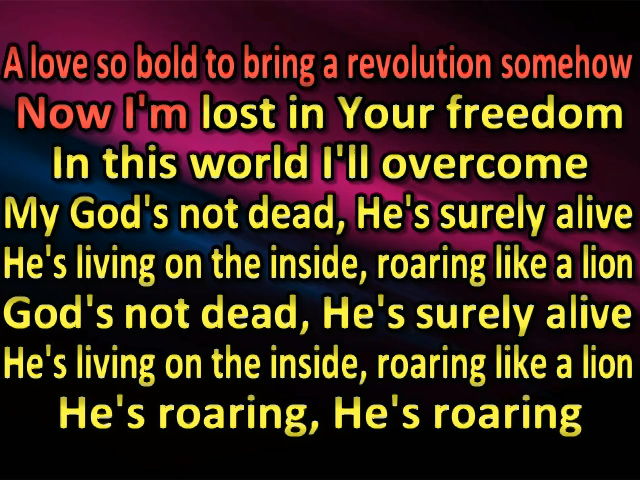 A love so bold to bring a revolution somehow
Now I'm lost in Your freedom
In this world I'll overcome
My God's not dead, He's surely alive
He's living on the inside, roaring like a lion
God's not dead, He's surely alive
He's living on the inside, roaring like a lion
He's roaring, He's roaring